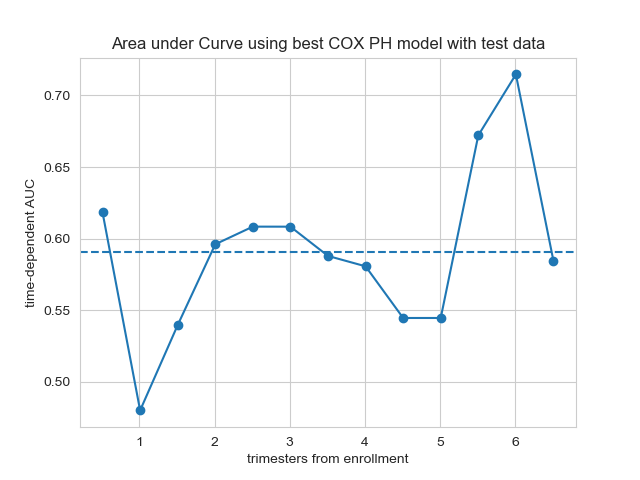 Area under Curve using best COX PH model with test data
time-dependent AUC
0.70
0.65
0.60
0.55
0.50
1 2 3 4 5 6
trimesters from enrollment